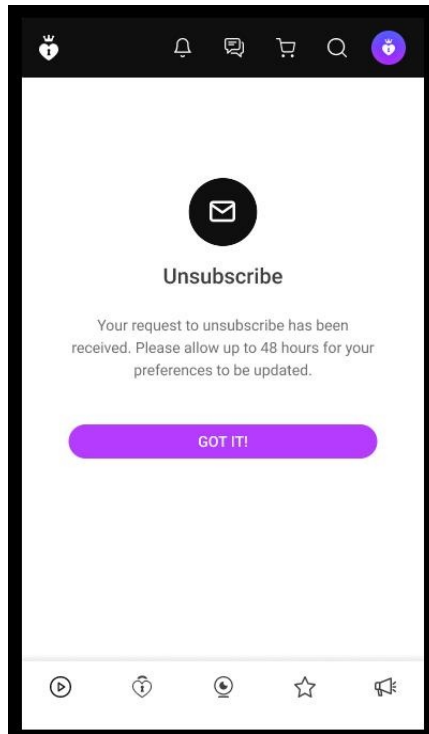 Unsubscribe
Your request to unsubscribe has been
received. Please allow up to 48 hours for your
preferences to be updated.
GOT IT!